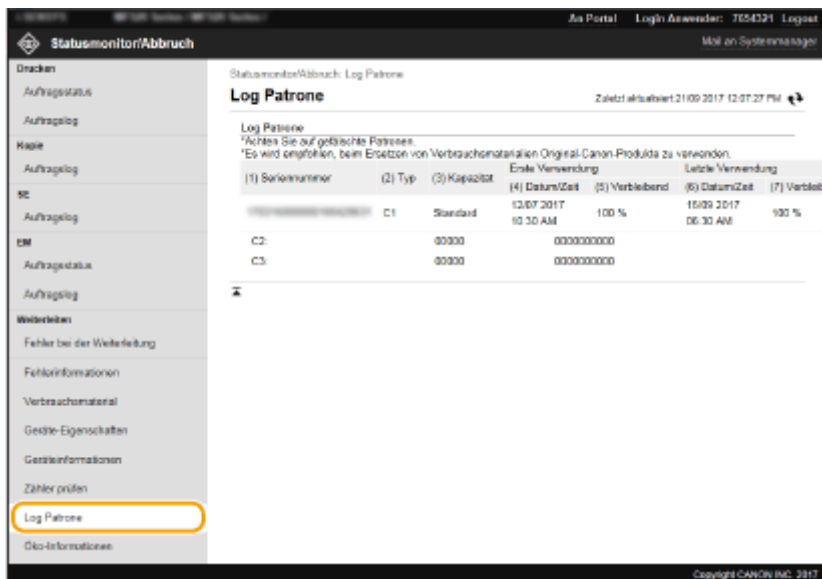 An Portal Login Anwender: 7654321 Logout
Statusmonitor/Abbruch Mail an Systemmanager
Drucken
Auftragsstatus
Auftragslog
Kopie
Auftragslog
SE
Auftragslog
EM
Auftragsstatus
Auftragslog
Weiterleiten
Fehler bei der Weiterleitung
Fehlerinformationen
Verbrauchsmaterial
Geräte-Eigenschaften
Geräteinformationen
Zähler prüfen
Log Patrone
Öko-Informationen
Statusmonitor/Abbruch: Log Patrone
Log Patrone Zuletzt aktualisiert:21/09 2017 12:07:27 PM
Log Patrone
*Achten Sie auf gefälschte Patronen.
*Es wird empfohlen, beim Ersetzen von Verbrauchsmaterialien Original-Canon-Produkte zu verwenden.
Erste Verwendung Letzte Verwendung
(1) Seriennummer (2) Typ (3) Kapazität (4) Datum/Zeit (5) Verbleibend (6) Datum/Zeit (7) Verbleib
C1 Standard 12/07 2017 10:30 AM 100 % 15/09 2017 06:30 AM 100 %
C2: 00000 0000000000
C3: 00000 0000000000
Copyright CANON INC. 2017